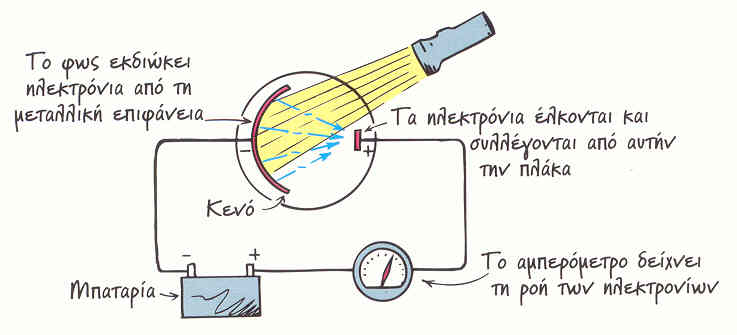 Το φως εκδιώκει
ηλεκτρόνια από τη
μεταλλική επιφάνεια
Τα ηλεκτρόνια έλκονται και
συλλέγονται από αυτήν
την πλάκα
-
+
Κενό
-
+
Μπαταρία
Το αμπερόμετρο δείχνει
τη ροή των ηλεκτρονίων